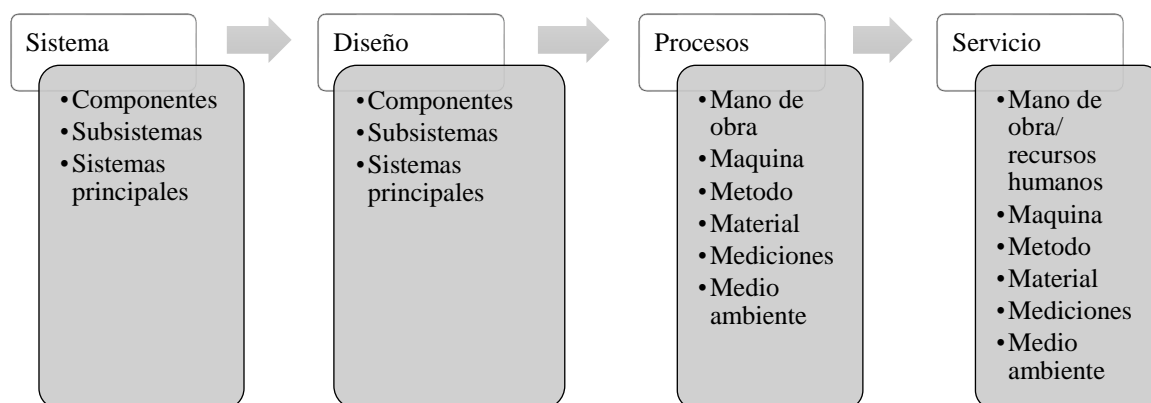 Sistema
•Componentes
•Subsistemas
•Sistemas
principales
Diseño
•Componentes
•Subsistemas
•Sistemas
principales
Procesos
•Mano de
obra
•Maquina
•Metodo
•Material
•Mediciones
•Medio
ambiente
Servicio
•Mano de
obra/
recursos
humanos
•Maquina
•Metodo
•Material
•Mediciones
•Medio
ambiente